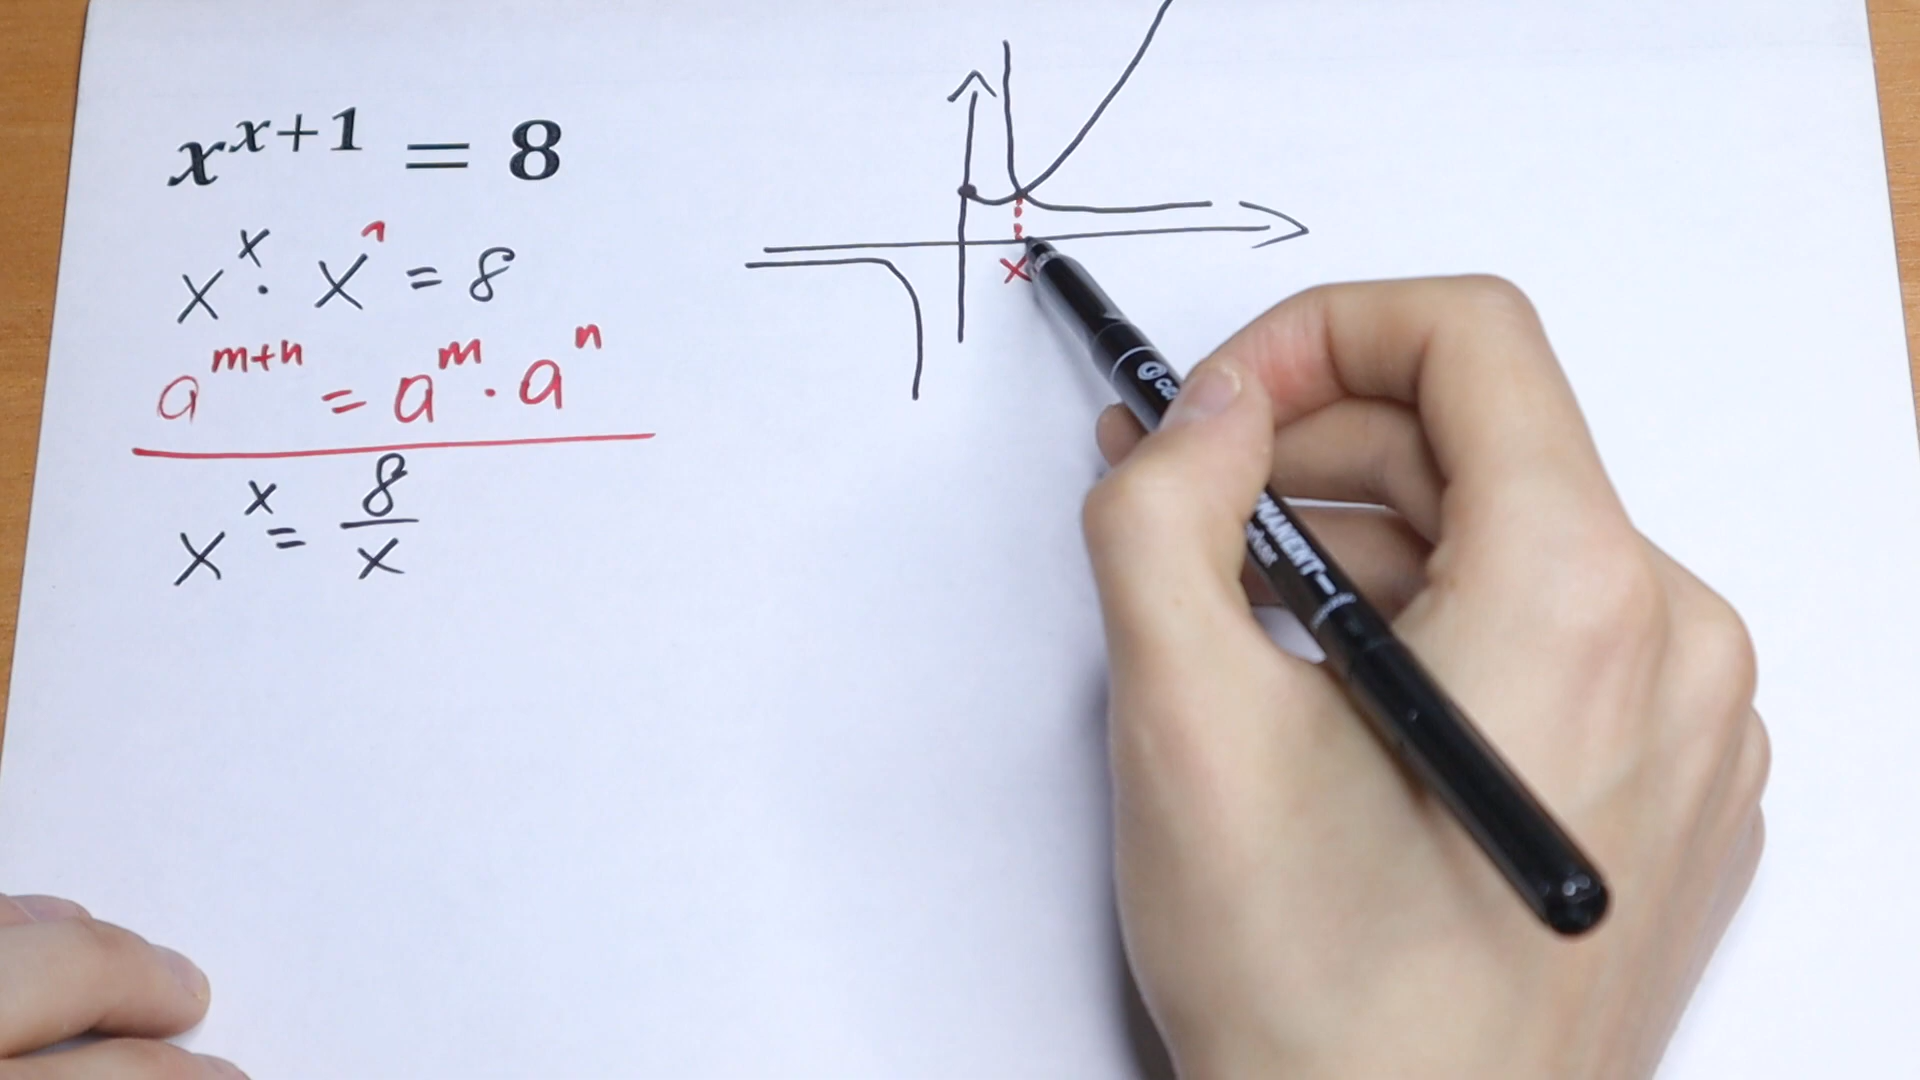 x^{x+1} = 8
x^x · x^1 = 8
a^{m+n} = a^m · a^n
x^x = 8/x
x